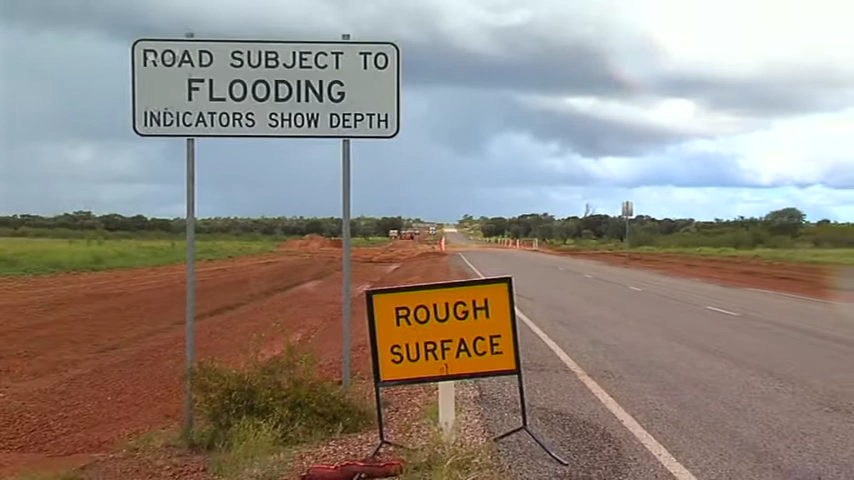 ROAD SUBJECT TO
FLOODING
INDICATORS SHOW DEPTH
ROUGH
SURFACE